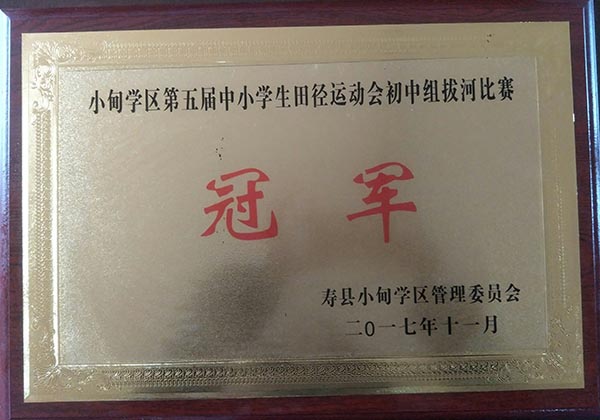 小甸学区第五届中小学生田径运动会初中组拔河比赛
冠军
寿县小甸学区管理委员会
二0一七年十一月